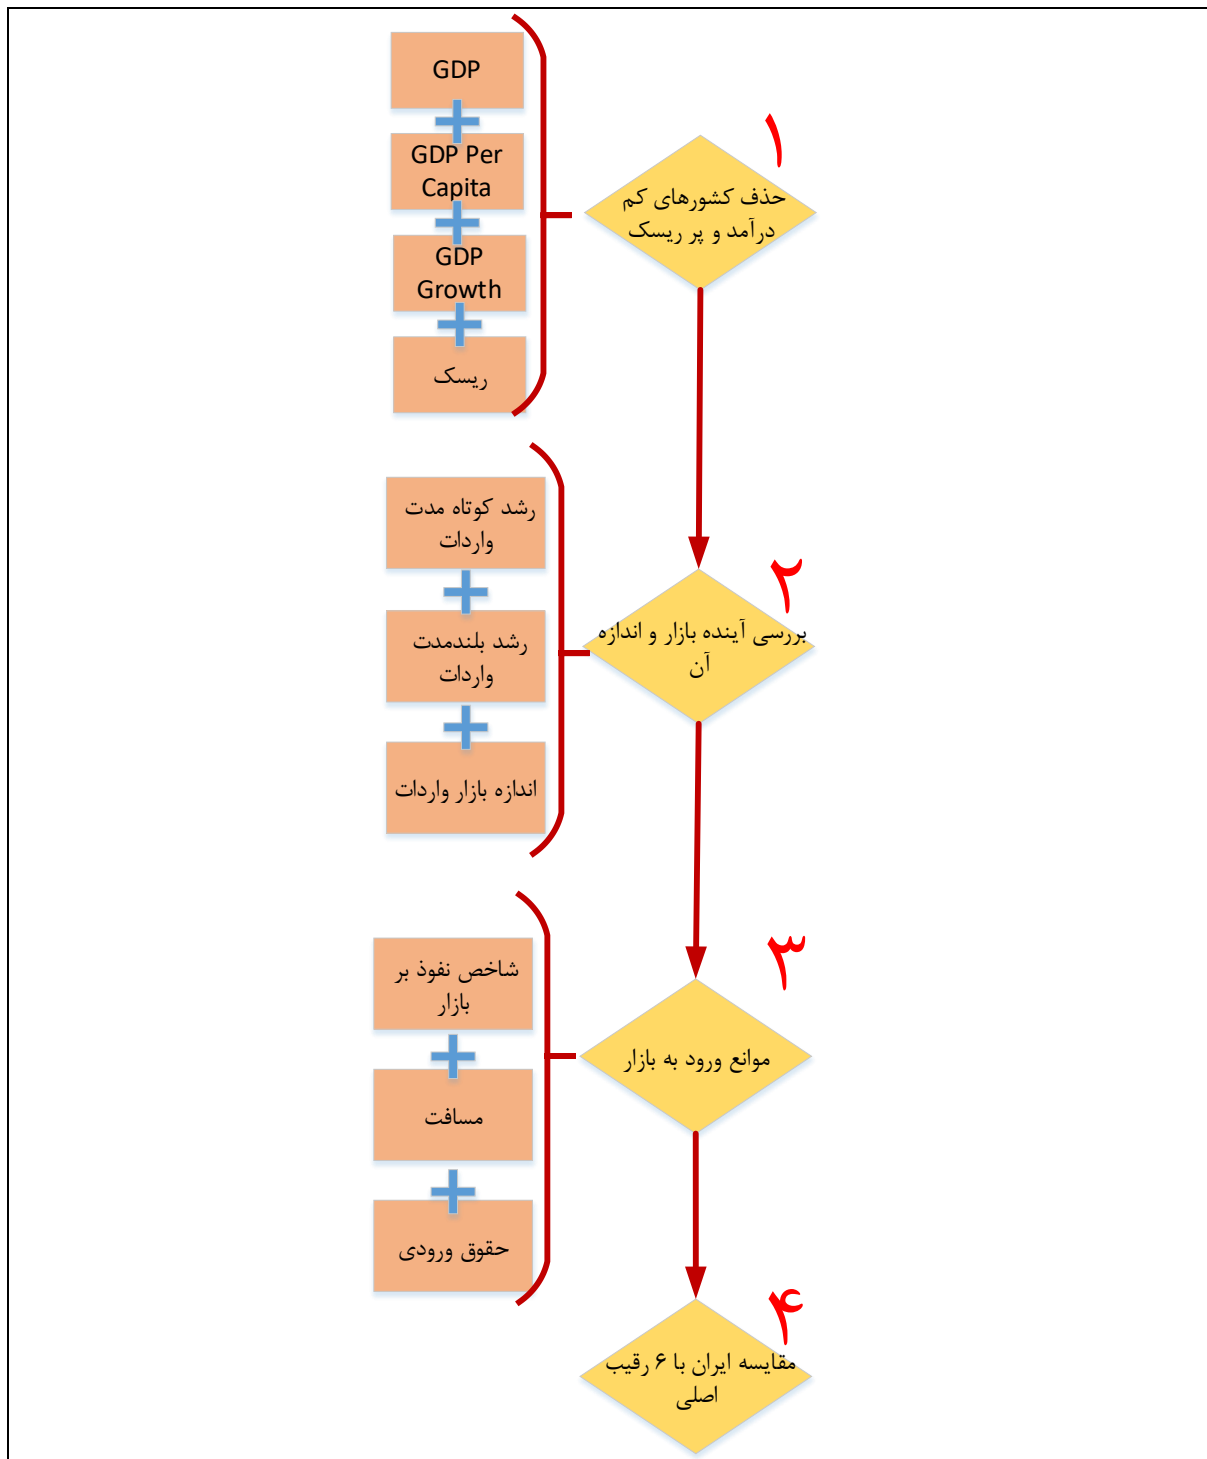 ۱
حذف کشورهای کم
درآمد و پر ریسک
GDP
GDP Per
Capita
GDP
Growth
ریسک
۲
بررسی آینده بازار و اندازه
آن
رشد کوتاه مدت
واردات
رشد بلندمدت
واردات
اندازه بازار واردات
۳
موانع ورود به بازار
شاخص نفوذ بر
بازار
مسافت
حقوق ورودی
۴
مقایسه ایران با ۶ رقیب
اصلی